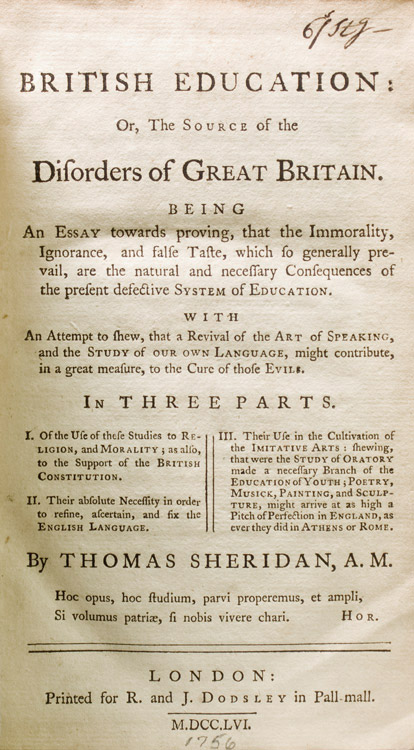 BRITISH EDUCATION:
Or, The SOURCE of the
Diſorders of GREAT BRITAIN.
BEING
An ESSAY towards proving, that the Immorality,
Ignorance, and falſe Taſte, which ſo generally pre-
vail, are the natural and neceſſary Conſequences of
the preſent defective SYSTEM of EDUCATION.
WITH
An Attempt to ſhew, that a Revival of the ART of SPEAKING,
and the STUDY of OUR OWN LANGUAGE, might contribute,
in a great meaſure, to the Cure of thoſe EVILS.
IN THREE PARTS.
I. Of the Uſe of theſe Studies to RE-
LIGION, and MORALITY; as alſo,
to the Support of the BRITISH
CONSTITUTION.
II. Their abſolute Neceſſity in order
to refine, aſcertain, and fix the
ENGLISH LANGUAGE.
III. Their Uſe in the Cultivation of
the IMITATIVE ARTS: ſhewing,
that were the STUDY of ORATORY
made a neceſſary Branch of the
EDUCATION of YOUTH; POETRY,
MUSICK, PAINTING, and SCULP-
TURE, might arrive at as high a
Pitch of Perfection in ENGLAND, as
ever they did in ATHENS or ROME.
By THOMAS SHERIDAN, A. M.
Hoc opus, hoc ſtudium, parvi properemus, et ampli,
Si volumus patriæ, ſi nobis vivere chari. HOR.
LONDON:
Printed for R. and J. DODSLEY in Pall-mall.
M.DCC.LVI.
1756